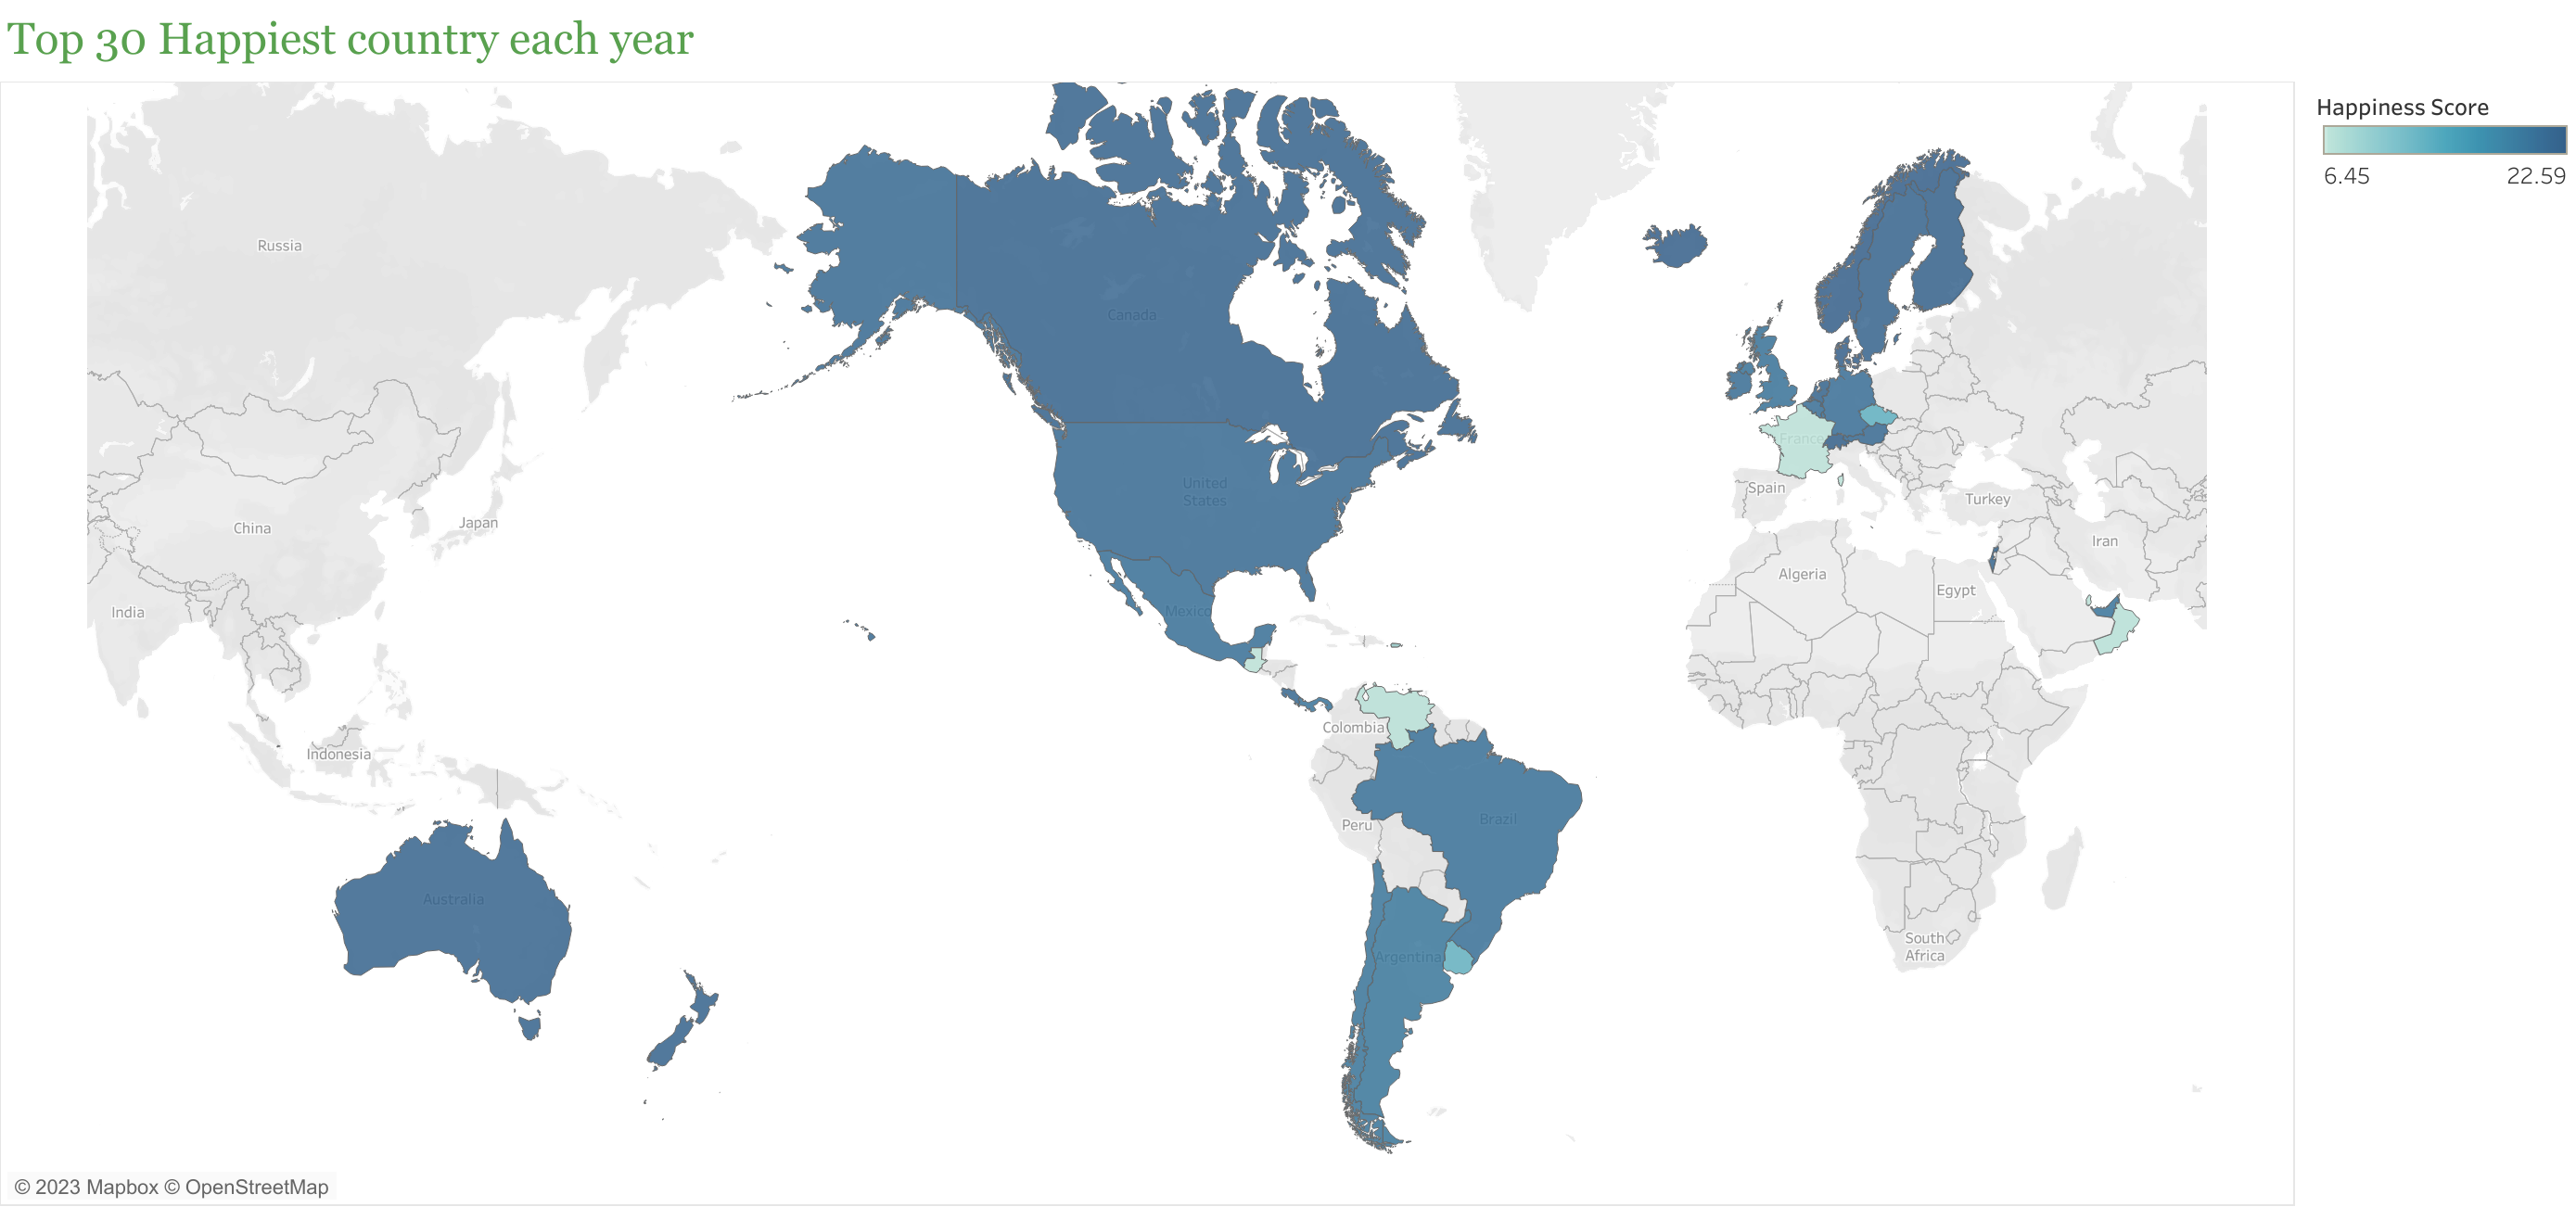 Top 30 Happiest country each year
Happiness Score
6.45 22.59
Russia
Canada
United
States
France
Spain
Turkey
China
Japan
Iran
Algeria
Egypt
India
Mexico
Colombia
Indonesia
Brazil
Peru
Australia
South
Africa
Argentina
© 2023 Mapbox © OpenStreetMap